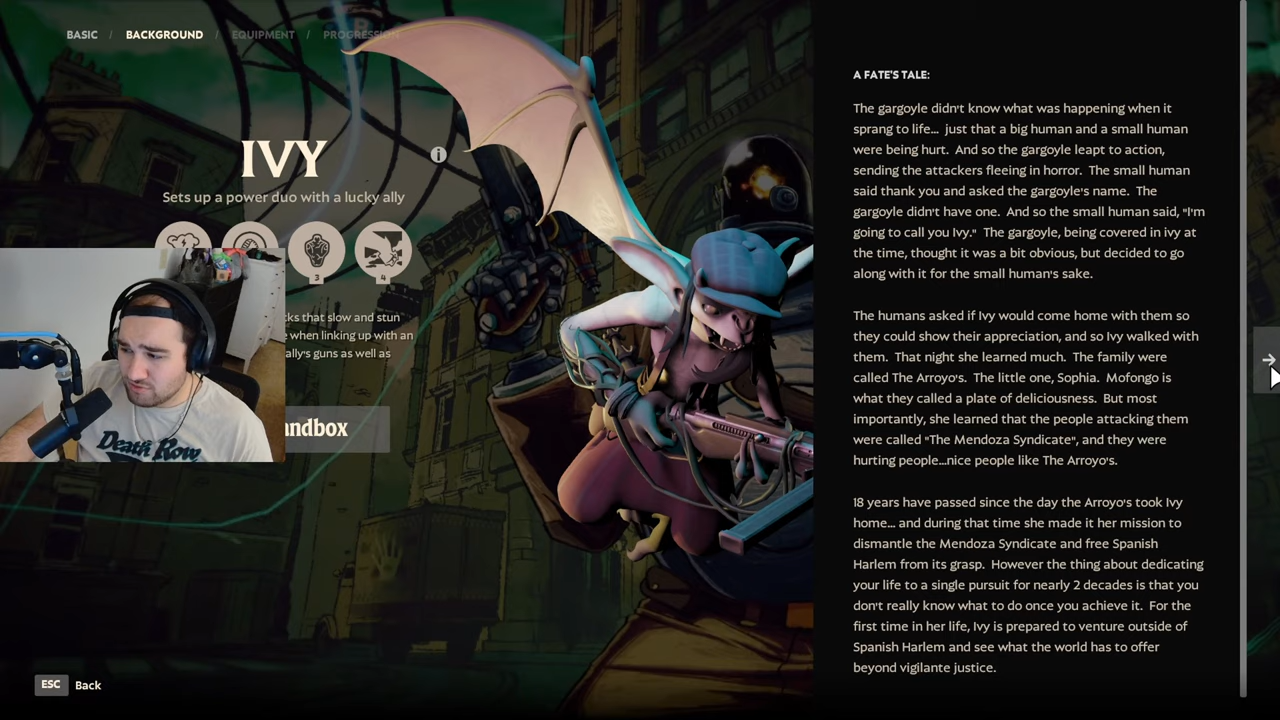 BASIC / BACKGROUND / EQUIPMENT / PROGRESSION
IVY
Sets up a power duo with a lucky ally
3
4
that slow and stun
when linking up with an
ally's guns as well as
Death Row
ESC Back
A FATE'S TALE:
The gargoyle didn't know what was happening when it
sprang to life... just that a big human and a small human
were being hurt. And so the gargoyle leapt to action,
sending the attackers fleeing in horror. The small human
said thank you and asked the gargoyle's name. The
gargoyle didn't have one. And so the small human said, "I'm
going to call you Ivy." The gargoyle, being covered in ivy at
the time, thought it was a bit obvious, but decided to go
along with it for the small human's sake.
The humans asked if Ivy would come home with them so
they could show their appreciation, and so Ivy walked with
them. That night she learned much. The family were
called The Arroyo's. The little one, Sophia. Mofongo is
what they called a plate of deliciousness. But most
importantly, she learned that the people attacking them
were called "The Mendoza Syndicate", and they were
hurting people...nice people like The Arroyo's.
18 years have passed since the day the Arroyo's took Ivy
home... and during that time she made it her mission to
dismantle the Mendoza Syndicate and free Spanish
Harlem from its grasp. However the thing about dedicating
your life to a single pursuit for nearly 2 decades is that you
don't really know what to do once you achieve it. For the
first time in her life, Ivy is prepared to venture outside of
Spanish Harlem and see what the world has to offer
beyond vigilante justice.